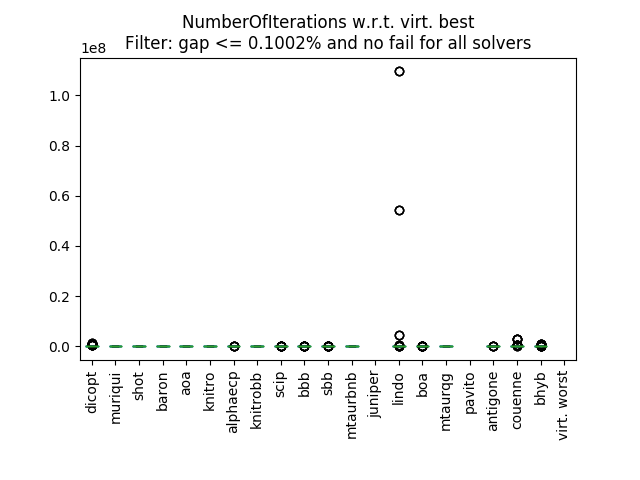 NumberOfIterations w.r.t. virt. best
Filter: gap <= 0.1002% and no fail for all solvers
1e8
1.0
0.8
0.6
0.4
0.2
0.0
dicopt
muriqui
shot
baron
aoa
knitro
alphaecp
knitrobb
scip
bbb
sbb
mtaurbnb
juniper
lindo
boa
mtaurqg
pavito
antigone
couenne
bhyb
virt. worst